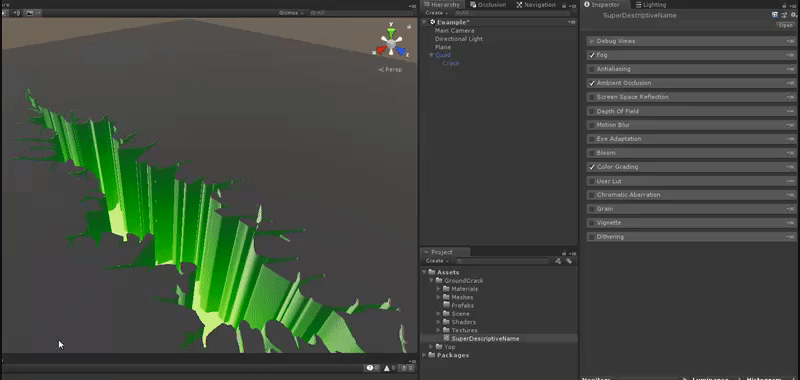 Gizmos
y
x
z
Persp
Hierarchy
Occlusion
Navigation
Create
Example*
Main Camera
Directional Light
Plane
Quad
Crack
Project
Create
Assets
GroundCrack
Materials
Meshes
Prefabs
Scene
Shaders
Textures
SuperDescriptiveName
Packages
Inspector
Lighting
SuperDescriptiveName
Open
Debug Views
Fog
Antialiasing
Ambient Occlusion
Screen Space Reflection
Depth Of Field
Motion Blur
Eye Adaptation
Bloom
Color Grading
User Lut
Chromatic Aberration
Grain
Vignette
Dithering